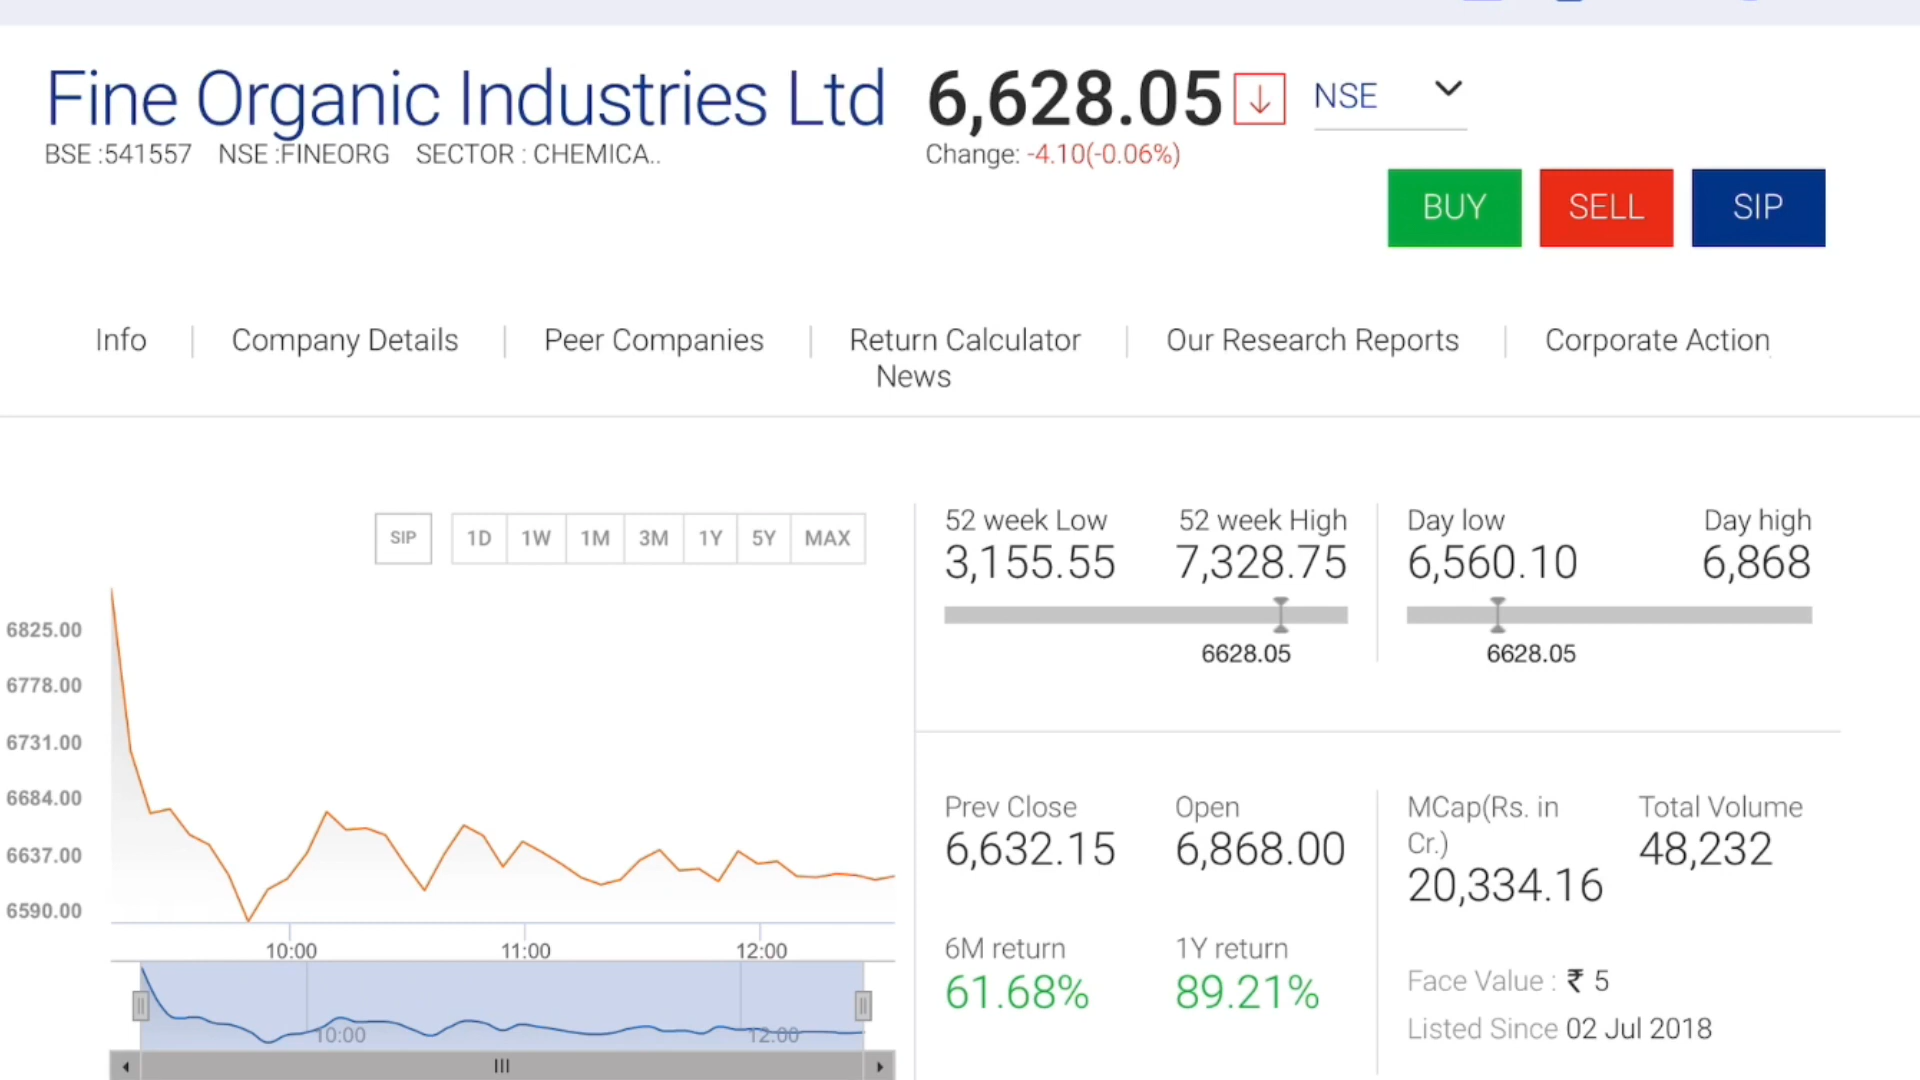 Fine Organic Industries Ltd 6,628.05 NSE
BSE :541557 NSE :FINEORG SECTOR : CHEMICA.. Change: -4.10(-0.06%)
BUY SELL SIP
Info Company Details Peer Companies Return Calculator Our Research Reports Corporate Action
News
SIP 1D 1W 1M 3M 1Y 5Y MAX
6825.00
6778.00
6731.00
6684.00
6637.00
6590.00
10:00 11:00 12:00
10:00 12:00
52 week Low 52 week High
3,155.55 7,328.75
6628.05
Day low Day high
6,560.10 6,868
6628.05
Prev Close Open
6,632.15 6,868.00
6M return 1Y return
61.68% 89.21%
MCap(Rs. in
Cr.)
20,334.16
Total Volume
48,232
Face Value : ₹ 5
Listed Since 02 Jul 2018